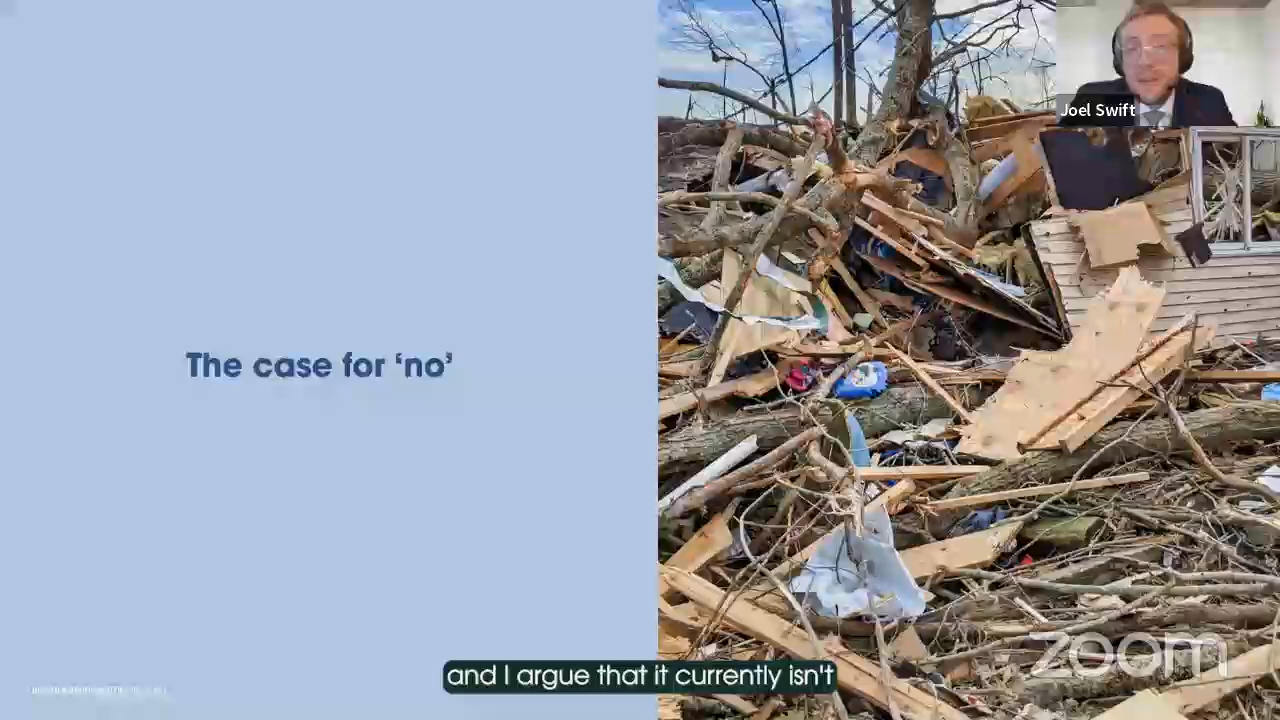 Joel Swift
The case for ‘no’
and I argue that it currently isn't
zoom